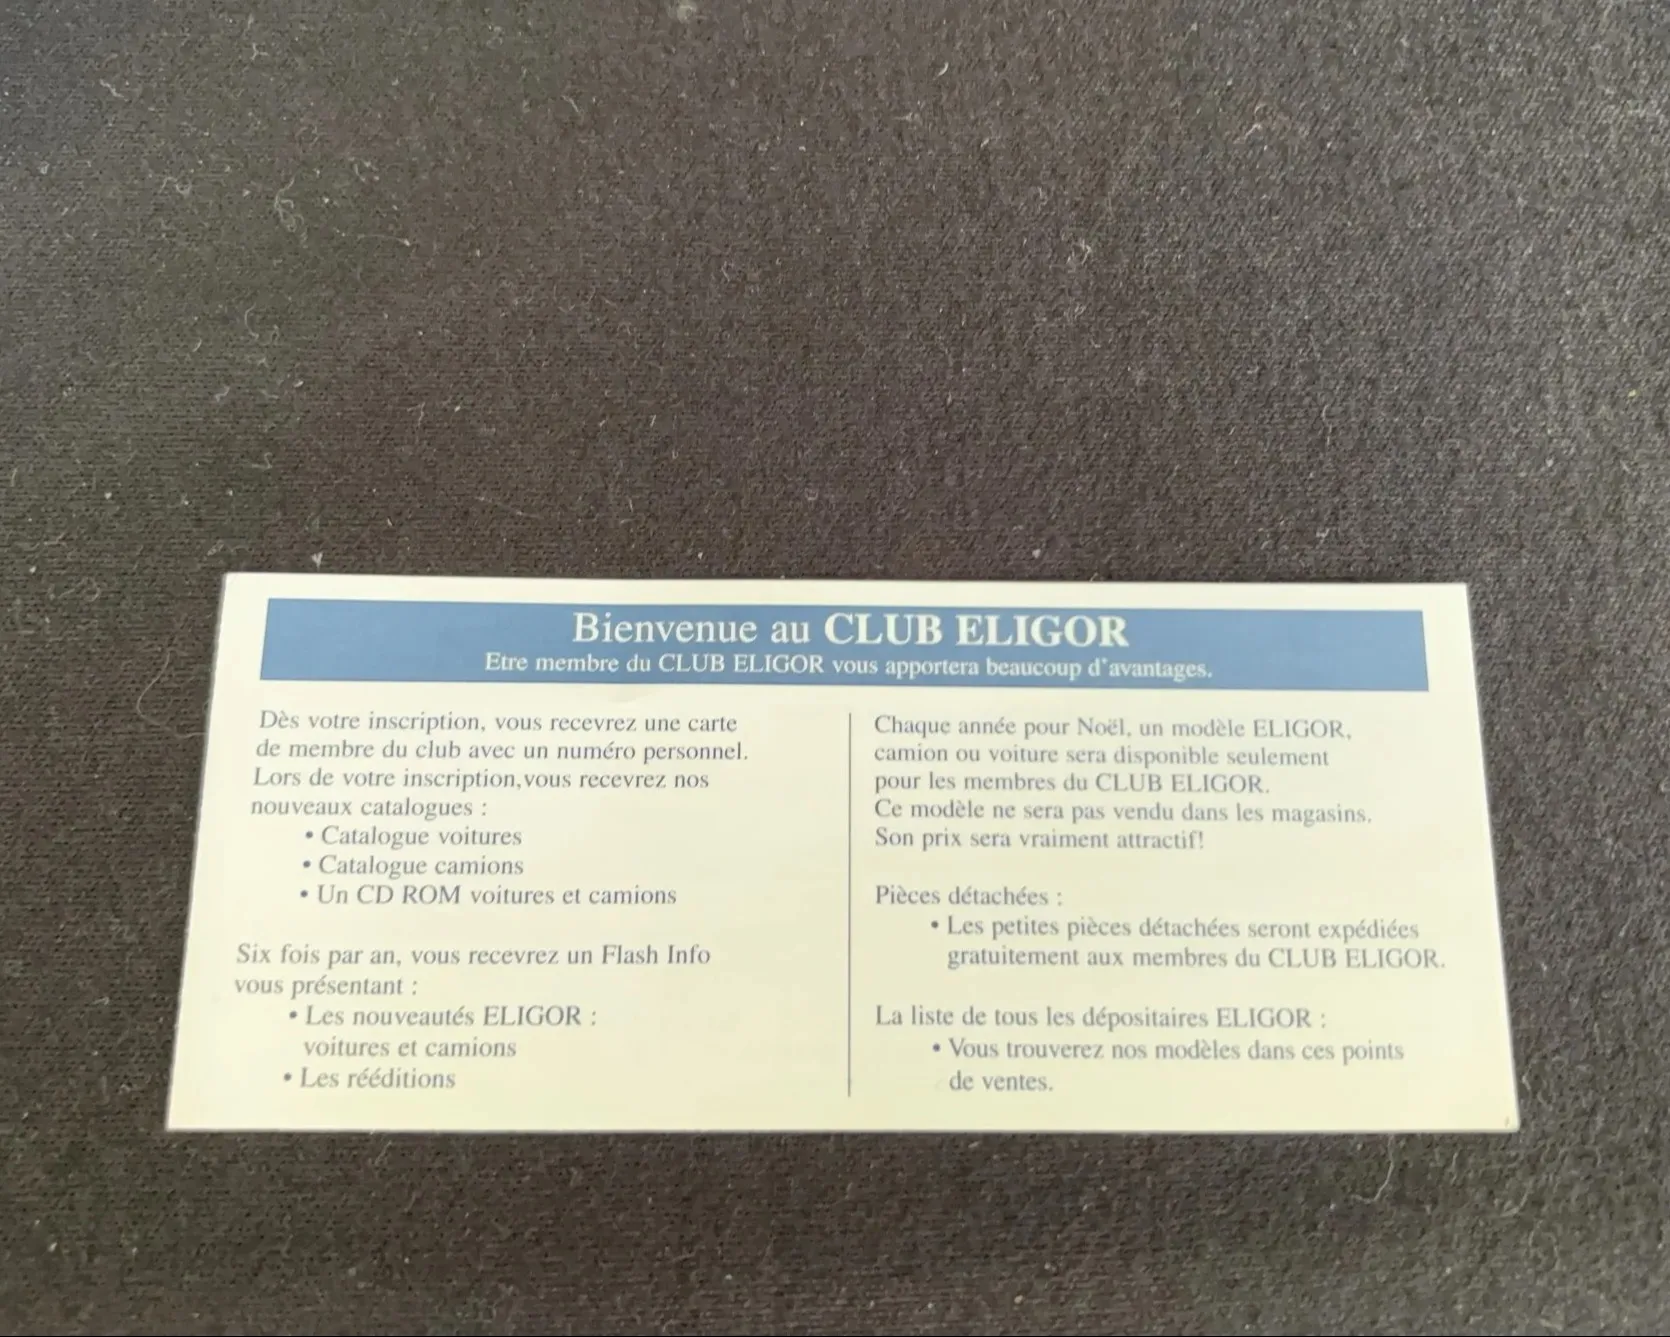 Bienvenue au CLUB ELIGOR
Etre membre du CLUB ELIGOR vous apportera beaucoup d'avantages.
Dès votre inscription, vous recevrez une carte
de membre du club avec un numéro personnel.
Lors de votre inscription,vous recevrez nos
nouveaux catalogues :
• Catalogue voitures
• Catalogue camions
• Un CD ROM voitures et camions
Six fois par an, vous recevrez un Flash Info
vous présentant :
• Les nouveautés ELIGOR :
voitures et camions
• Les rééditions
Chaque année pour Noël, un modèle ELIGOR,
camion ou voiture sera disponible seulement
pour les membres du CLUB ELIGOR.
Ce modèle ne sera pas vendu dans les magasins.
Son prix sera vraiment attractif!
Pièces détachées :
• Les petites pièces détachées seront expédiées
gratuitement aux membres du CLUB ELIGOR.
La liste de tous les dépositaires ELIGOR :
• Vous trouverez nos modèles dans ces points
de ventes.